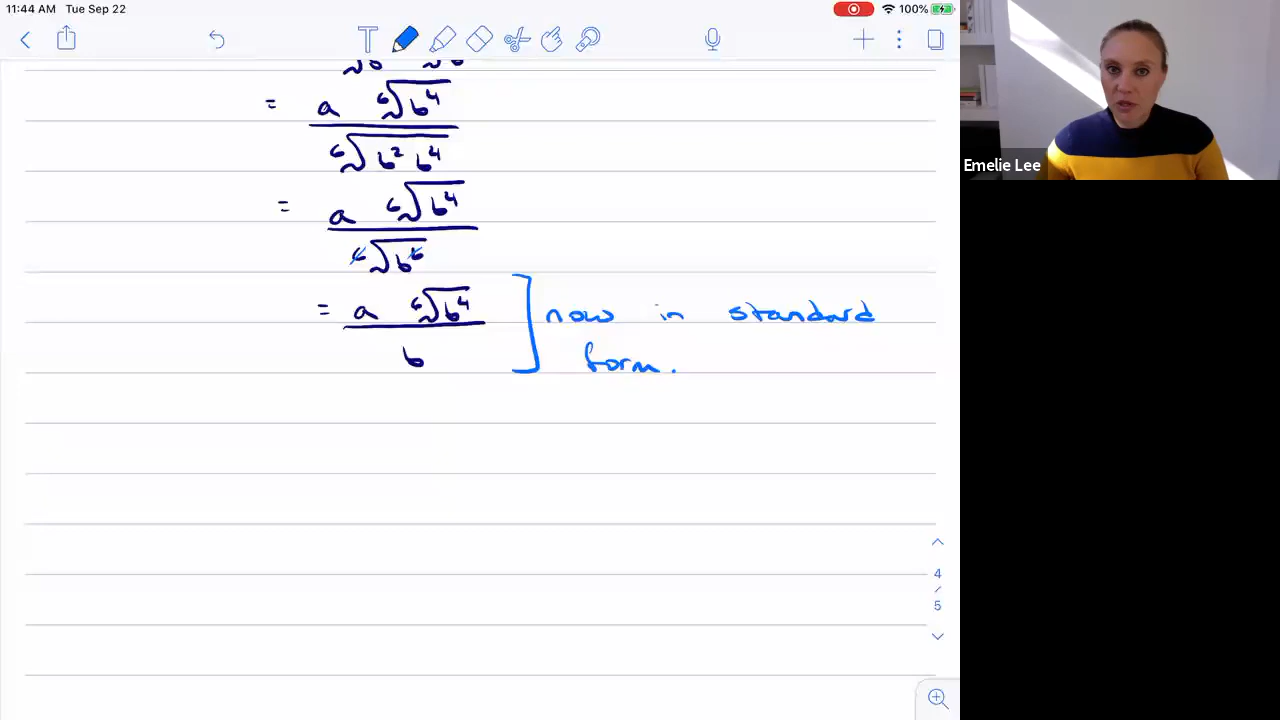 11:44 AM Tue Sep 22
100%
= a ⁶√b⁴
⁶√b² b⁴
= a ⁶√b⁴
⁶√b⁶
= a ⁶√b⁴
b
now in standard
form.
Emelie Lee
T
4
/
5